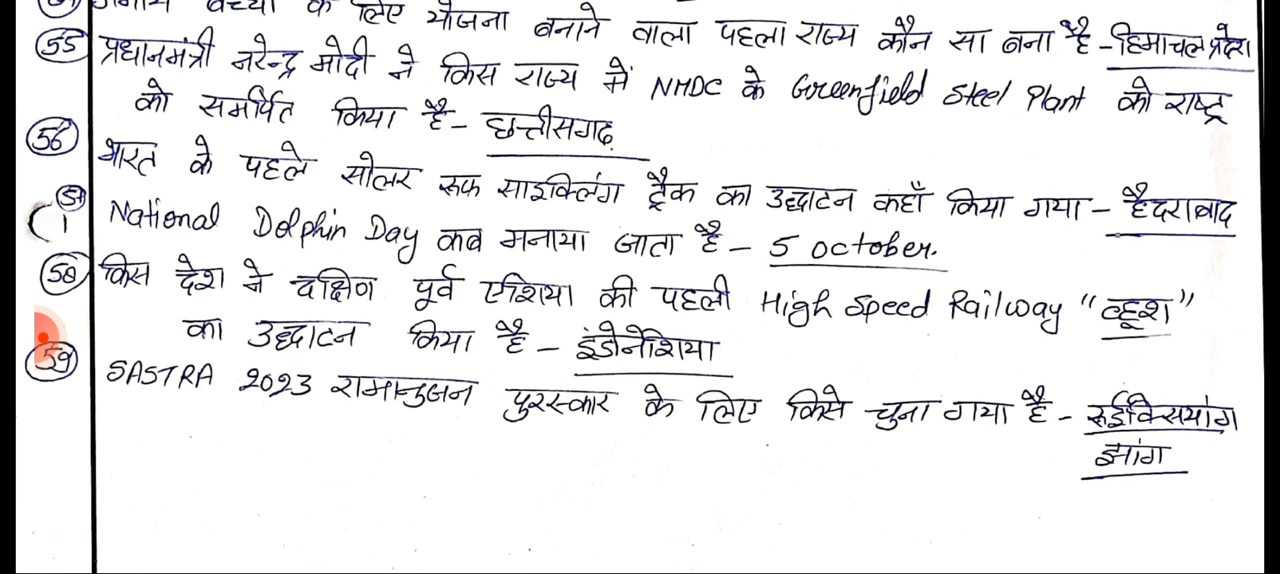 अनाथ बच्चों के लिए योजना बनाने वाला पहला राज्य कौन सा बना है - हिमाचल प्रदेश
55 प्रधानमंत्री नरेन्द्र मोदी ने किस राज्य में NMDC के Greenfield Steel Plant को राष्ट्र
को समर्पित किया है - छत्तीसगढ़
56 भारत के पहले सोलर रूफ साइक्लिंग ट्रैक का उद्घाटन कहाँ किया गया - हैदराबाद
57 National Dolphin Day कब मनाया जाता है - 5 October.
58 किस देश ने दक्षिण पूर्व एशिया की पहली High Speed Railway "व्हूश"
का उद्घाटन किया है - इंडोनेशिया
59 SASTRA 2023 रामानुजन पुरस्कार के लिए किसे चुना गया है - रूईक्सियांग
झांग